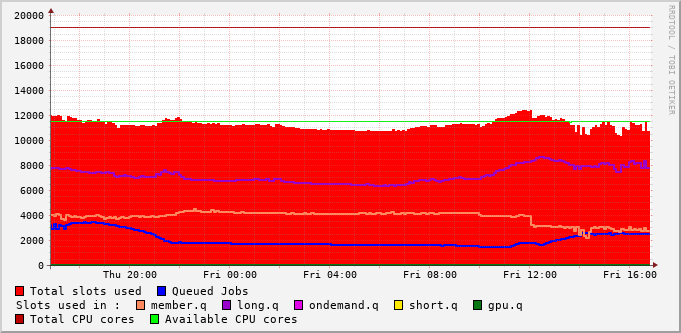 20000
18000
16000
14000
12000
10000
8000
6000
4000
2000
0
Thu 20:00 Fri 00:00 Fri 04:00 Fri 08:00 Fri 12:00 Fri 16:00
RRDTOOL / TOBI OETIKER
Total slots used Queued Jobs
Slots used in : member.q long.q ondemand.q short.q gpu.q
Total CPU cores Available CPU cores